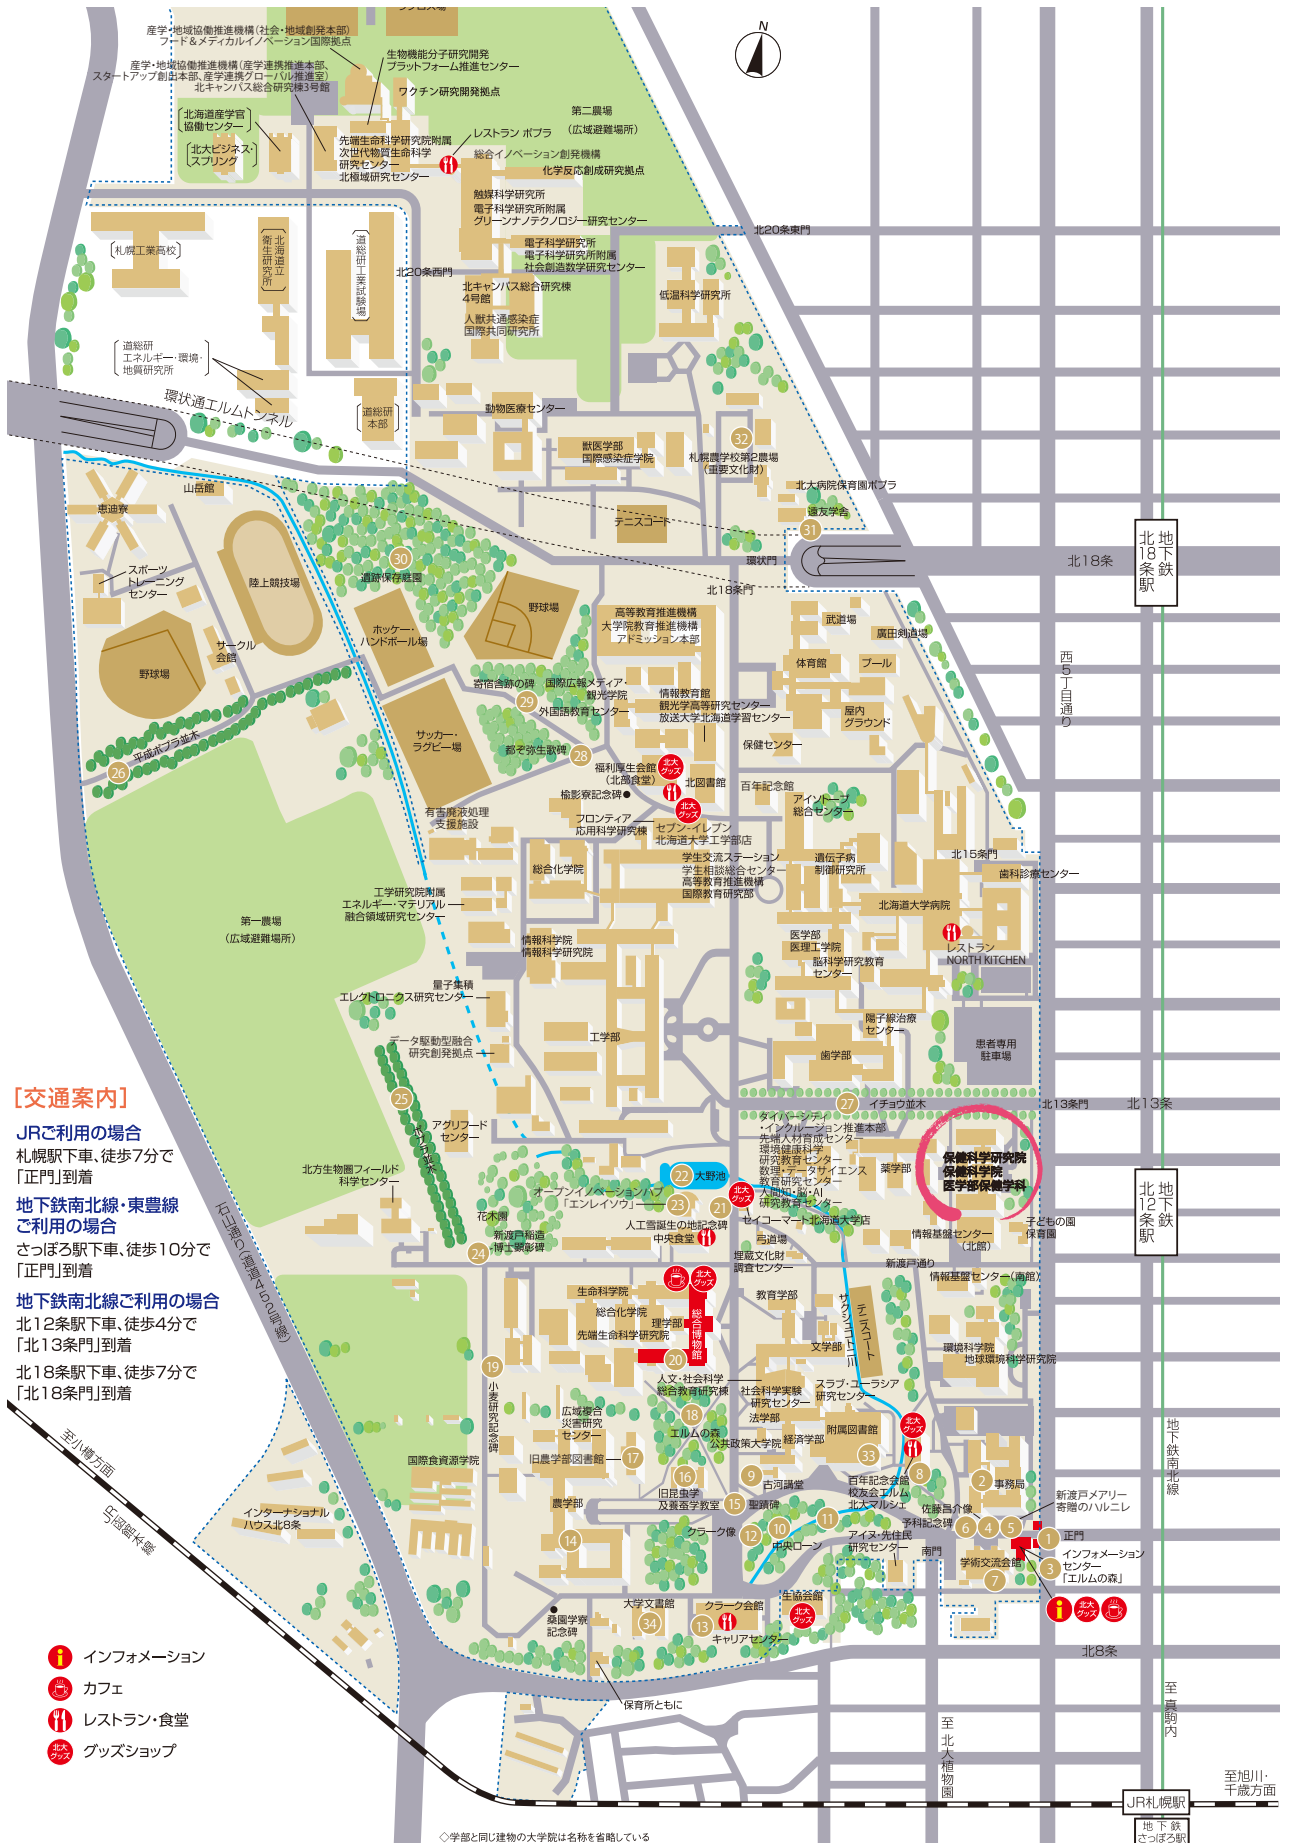 産学・地域協働推進機構(社会・地域創発本部)
フード&メディカルイノベーション国際拠点
産学・地域協働推進機構(産学連携推進本部、
スタートアップ創出本部、産学連携グローバル推進室)
北キャンパス総合研究棟3号館
生物機能分子研究開発
プラットフォーム推進センター
ワクチン研究開発拠点
N
北海道産学官
協働センター
北大ビジネス・
スプリング
先端生命科学研究院附属
次世代物質生命科学
研究センター
北極域研究センター
レストラン ポプラ
第二農場
(広域避難場所)
総合イノベーション創発機構
化学反応創成研究拠点
触媒科学研究所
電子科学研究所附属
グリーンナノテクノロジー研究センター
電子科学研究所
電子科学研究所附属
社会創造数学研究センター
北20条東門
札幌工業高校
北海道立
衛生研究所
道総研工業試験場
北20条西門
北キャンパス総合研究棟
4号館
人獣共通感染症
国際共同研究所
低温科学研究所
道総研
エネルギー・環境・
地質研究所
環状通エルムトンネル
道総研
本部
動物医療センター
獣医学部
国際感染症学院
32
札幌農学校第2農場
(重要文化財)
北大病院保育園ポプラ
遠友学舎
31
テニスコート
環状門
北18条
地下鉄
北18条駅
北18条門
恵迪寮
山岳館
スポーツ
トレーニング
センター
陸上競技場
30
遺跡保存庭園
野球場
ホッケー・
ハンドボール場
サークル
会館
野球場
高等教育推進機構
大学院教育推進機構
アドミッション本部
武道場
廣田剣道場
体育館
プール
屋内
グラウンド
西5丁目通り
寄宿舎跡の碑
29
国際広報メディア・
観光学院
外国語教育センター
情報教育館
観光学高等研究センター
放送大学北海道学習センター
保健センター
サッカー・
ラグビー場
都ぞ弥生歌碑
28
平成ポプラ並木
26
福利厚生会館
(北部食堂)
北大
グッズ
北図書館
百年記念館
楡影寮記念碑
北大
グッズ
フロンティア
応用科学研究棟
セブン-イレブン
北海道大学工学部店
アイソトープ
総合センター
有害廃液処理
支援施設
総合化学院
学生交流ステーション
学生相談総合センター
高等教育推進機構
国際教育研究部
遺伝子病
制御研究所
北15条門
歯科診療センター
北海道大学病院
工学研究院附属
エネルギー・マテリアル
融合領域研究センター
第一農場
(広域避難場所)
情報科学院
情報科学研究院
医学部
医理工学院
脳科学研究教育
センター
レストラン
NORTH KITCHEN
量子集積
エレクトロニクス研究センター
データ駆動型融合
研究創発拠点
工学部
陽子線治療
センター
歯学部
患者専用
駐車場
[交通案内]
JRご利用の場合
札幌駅下車、徒歩7分で
「正門」到着
地下鉄南北線・東豊線
ご利用の場合
さっぽろ駅下車、徒歩10分で
「正門」到着
地下鉄南北線ご利用の場合
北12条駅下車、徒歩4分で
「北13条門」到着
北18条駅下車、徒歩7分で
「北18条門」到着
25
ポプラ並木
アグリフード
センター
27
イチョウ並木
北13条門
北13条
ダイバーシティ
・インクルージョン推進本部
先端人材育成センター
環境健康科学
研究教育センター
数理・データサイエンス
教育研究センター
人間知・脳・AI
研究教育センター
薬学部
保健科学研究院
保健科学院
医学部保健学科
地下鉄
北12条駅
北方生物圏フィールド
科学センター
22
大野池
オープンイノベーションハブ
「エンレイソウ」
23
21
北大
グッズ
セイコーマート北海道大学店
花木園
人工雪誕生の地記念碑
中央食堂
弓道場
情報基盤センター
(北館)
子どもの園
保育園
24
新渡戸稲造
博士顕彰碑
埋蔵文化財
調査センター
新渡戸通り
情報基盤センター(南館)
石山通り(道道452号線)
生命科学院
北大
グッズ
総合博物館
総合化学院
理学部
先端生命科学研究院
20
教育学部
サクシュコトニ川
テニスコート
文学部
環境科学院
地球環境科学研究院
19
小麦研究記念碑
人文・社会科学
総合教育研究棟
社会科学実験
研究センター
スラブ・ユーラシア
研究センター
広域複合
災害研究
センター
18
エルムの森
法学部
公共政策大学院
経済学部
附属図書館
33
北大
グッズ
地下鉄南北線
至小樽方面
JR函館本線
国際食資源学院
旧農学部図書館
17
16
9
古河講堂
百年記念会館
校友会エルム
北大マルシェ
8
2
事務局
インターナショナル
ハウス北8条
農学部
旧昆虫学
及養蚕学教室
15
聖蹟碑
佐藤昌介像
予科記念碑
新渡戸メアリー
寄贈のハルニレ
14
クラーク像
12
10
中央ローン
11
6
4
5
アイヌ・先住民
研究センター
南門
学術交流会館
7
1
正門
3
インフォメーション
センター
「エルムの森」
北大
グッズ
桑園学寮
記念碑
大学文書館
34
クラーク会館
13
キャリアセンター
生協会館
北大
グッズ
北8条
保育所ともに
インフォメーション
カフェ
レストラン・食堂
北大
グッズ
グッズショップ
至 北大植物園
至 真駒内
至旭川・
千歳方面
JR札幌駅
地下鉄
さっぽろ駅
◇学部と同じ建物の大学院は名称を省略している